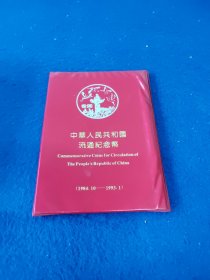 中華人民共和國
流通紀念幣
Commemorative Coins for Circulation of
The People's Republic of China
(1984.10——1993.1)